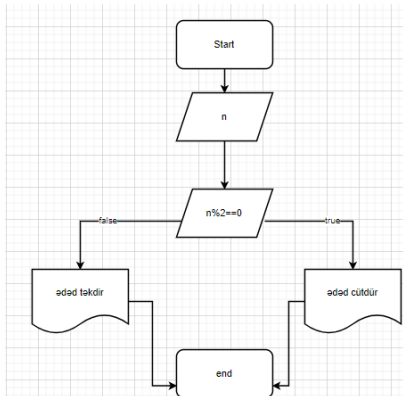 Start
n
n%2==0
false
true
ədəd təkdir
ədəd cütdür
end